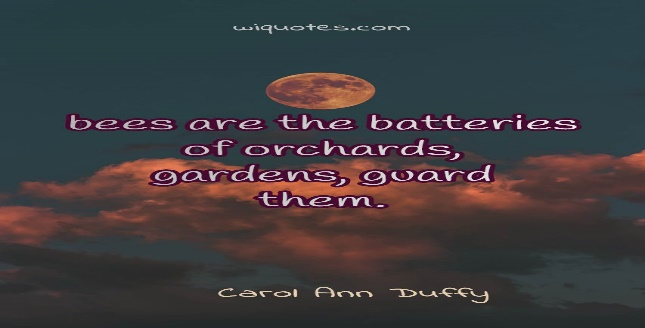 wiquotes.com
bees are the batteries
of orchards,
gardens, guard
them.
Carol Ann Duffy